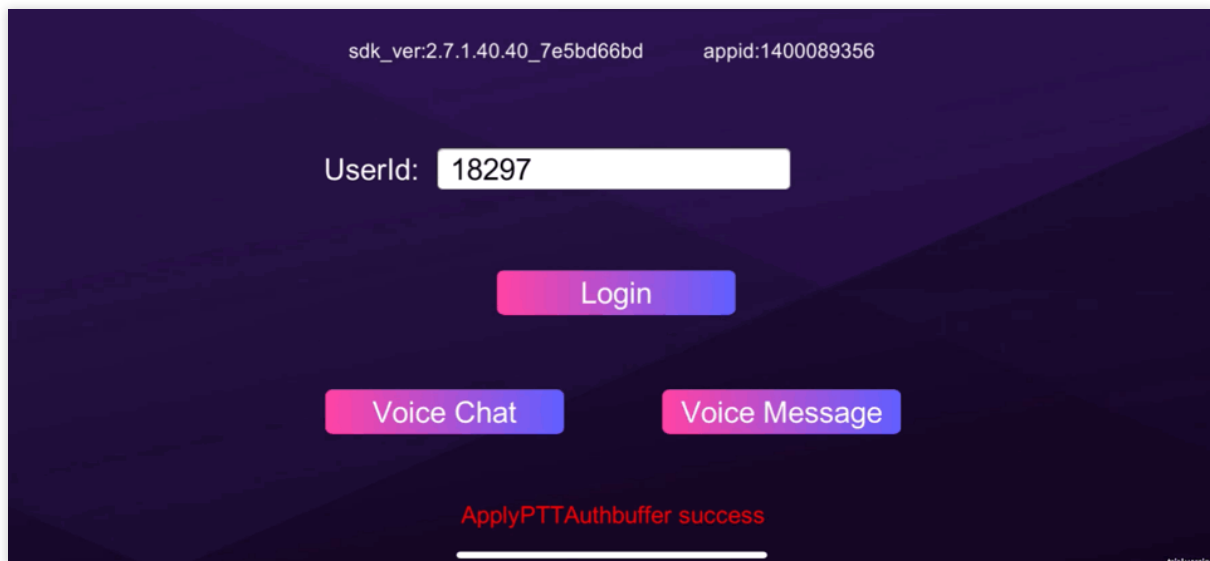 sdk_ver:2.7.1.40.40_7e5bd66bd appid:1400089356
UserId: 18297
Login
Voice Chat Voice Message
ApplyPTTAuthbuffer success